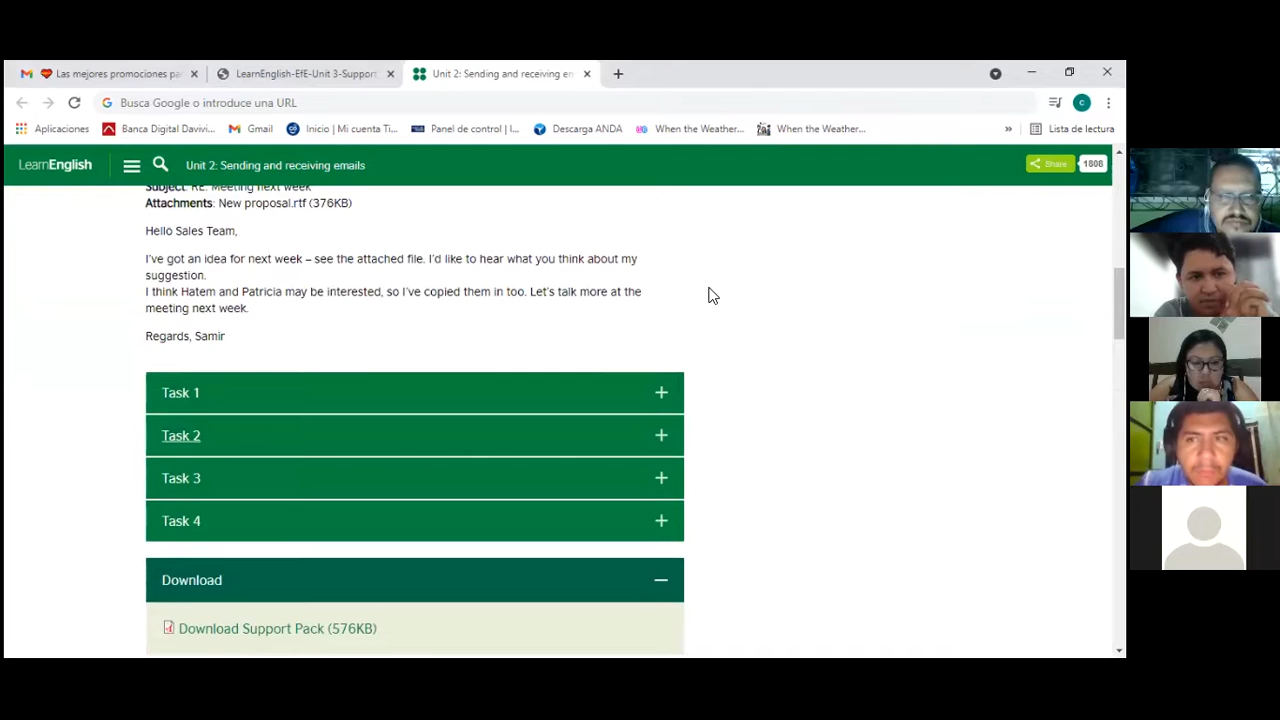 Las mejores promociones pa
LearnEnglish-EfE-Unit 3-Support
Unit 2: Sending and receiving em
Busca Google o introduce una URL
C
Aplicaciones
Banca Digital Davivi...
Gmail
Inicio | Mi cuenta Ti...
Panel de control | I...
Descarga ANDA
When the Weather...
When the Weather...
»
Lista de lectura
LearnEnglish
Unit 2: Sending and receiving emails
Share
1808
Subject: RE: Meeting next week
Attachments: New proposal.rtf (376KB)
Hello Sales Team,
I've got an idea for next week – see the attached file. I'd like to hear what you think about my
suggestion.
I think Hatem and Patricia may be interested, so I've copied them in too. Let's talk more at the
meeting next week.
Regards, Samir
Task 1
Task 2
Task 3
Task 4
Download
Download Support Pack (576KB)